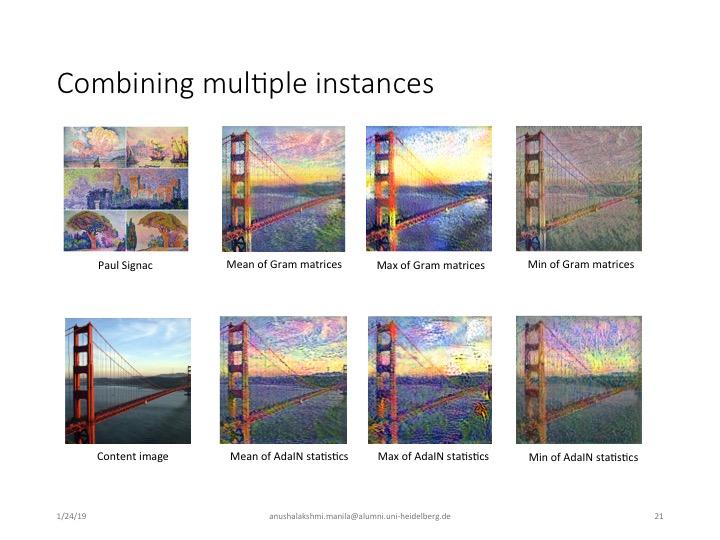 Combining multiple instances
Paul Signac
Mean of Gram matrices
Max of Gram matrices
Min of Gram matrices
Content image
Mean of AdaIN statistics
Max of AdaIN statistics
Min of AdaIN statistics
1/24/19
anushalakshmi.manila@alumni.uni-heidelberg.de
21